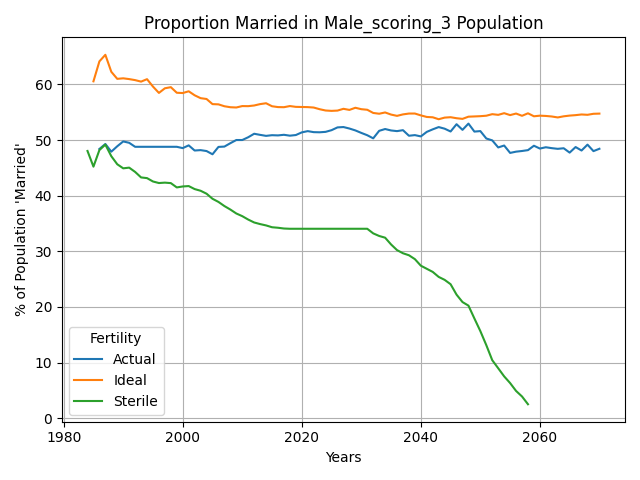 Proportion Married in Male_scoring_3 Population
% of Population 'Married'
60
50
40
30
20
10
0
Fertility
Actual
Ideal
Sterile
1980 2000 2020 2040 2060
Years